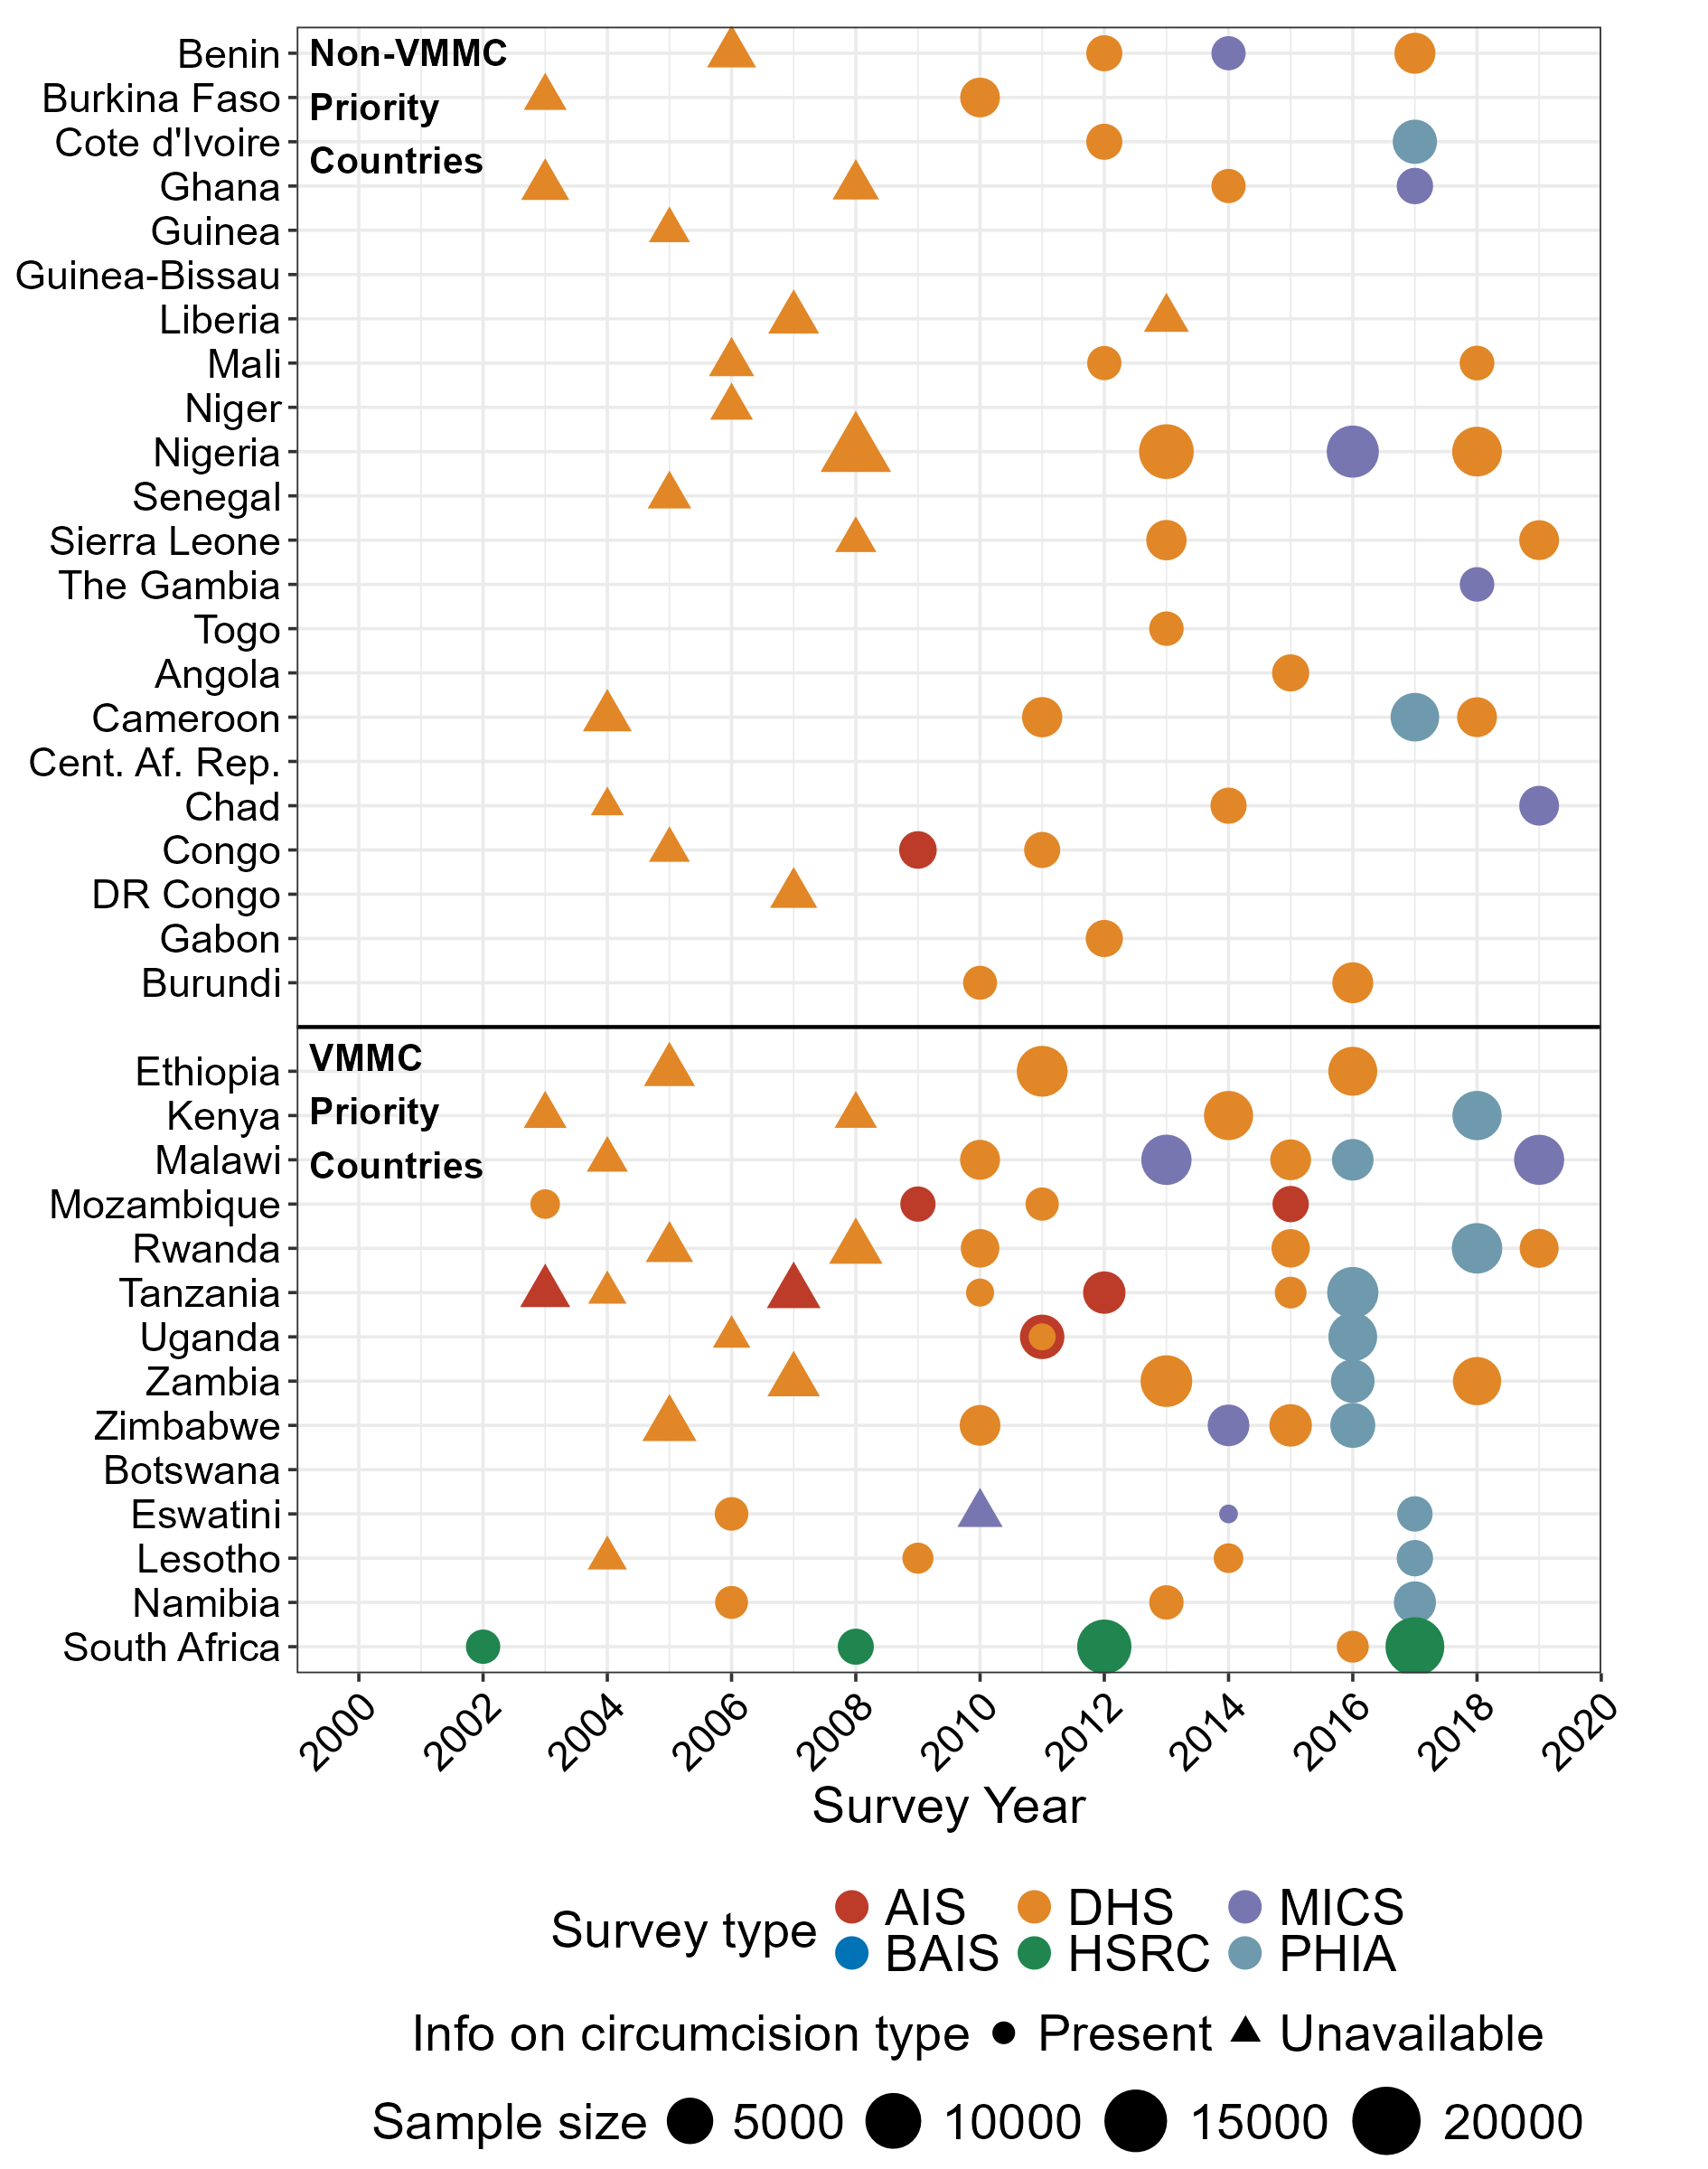 Benin
Burkina Faso
Cote d'Ivoire
Ghana
Guinea
Guinea-Bissau
Liberia
Mali
Niger
Nigeria
Senegal
Sierra Leone
The Gambia
Togo
Angola
Cameroon
Cent. Af. Rep.
Chad
Congo
DR Congo
Gabon
Burundi
Non-VMMC
Priority
Countries
Ethiopia
Kenya
Malawi
Mozambique
Rwanda
Tanzania
Uganda
Zambia
Zimbabwe
Botswana
Eswatini
Lesotho
Namibia
South Africa
VMMC
Priority
Countries
2000 2002 2004 2006 2008 2010 2012 2014 2016 2018 2020
Survey Year
Survey type
AIS DHS MICS
BAIS HSRC PHIA
Info on circumcision type Present Unavailable
Sample size 5000 10000 15000 20000